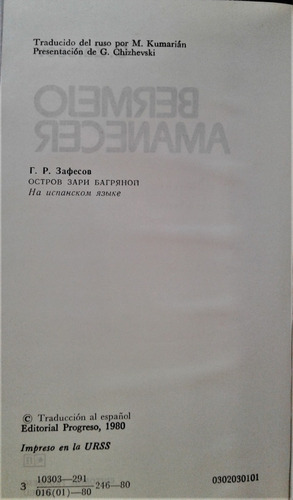 Traducido del ruso por M. Kumarián
Presentación de G. Chizhevski
BERMEJO
AMANECER
Г. Р. Зафесов
ОСТРОВ ЗАРИ БАГРЯНОЙ
На испанском языке
© Traducción al español
Editorial Progreso, 1980
Impreso en la URSS
З 10303—291
016(01)—80 246—80 0302030101